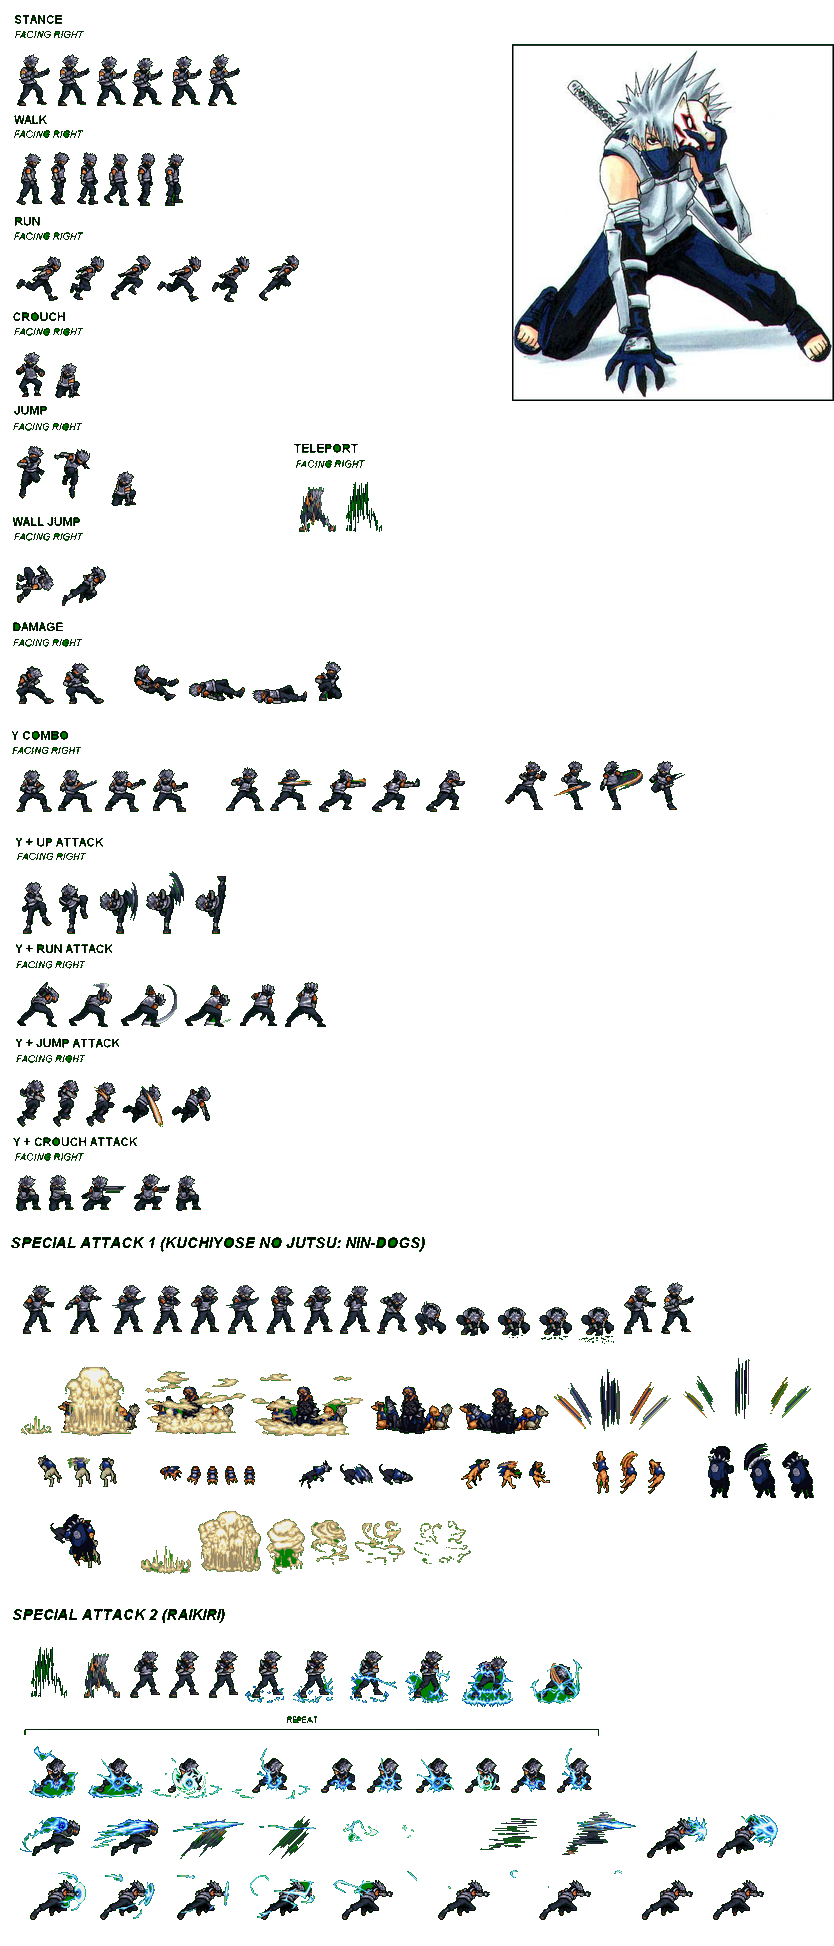 STANCE
FACING RIGHT
WALK
FACING RIGHT
RUN
FACING RIGHT
CROUCH
FACING RIGHT
JUMP
FACING RIGHT
TELEPORT
FACING RIGHT
WALL JUMP
FACING RIGHT
DAMAGE
FACING RIGHT
Y COMBO
FACING RIGHT
Y + UP ATTACK
FACING RIGHT
Y + RUN ATTACK
FACING RIGHT
Y + JUMP ATTACK
FACING RIGHT
Y + CROUCH ATTACK
FACING RIGHT
SPECIAL ATTACK 1 (KUCHIYOSE NO JUTSU: NIN-DOGS)
SPECIAL ATTACK 2 (RAIKIRI)
REPEAT